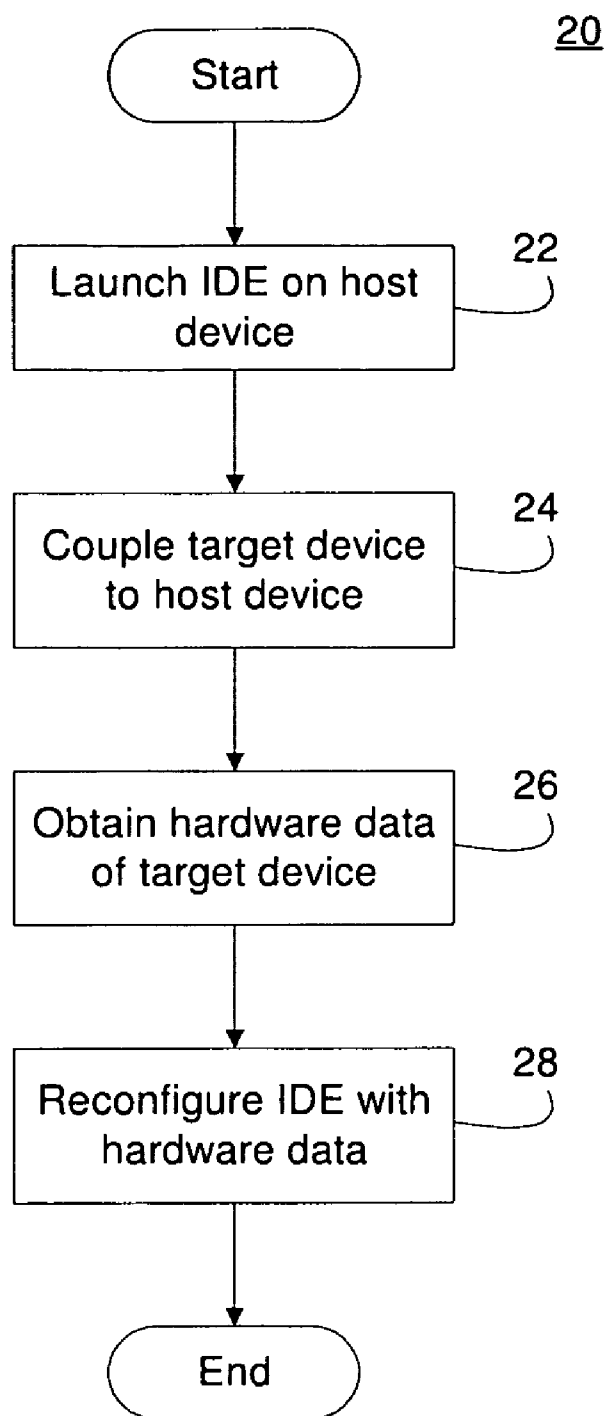 20
Start
22
Launch IDE on host
device
24
Couple target device
to host device
26
Obtain hardware data
of target device
28
Reconfigure IDE with
hardware data
End